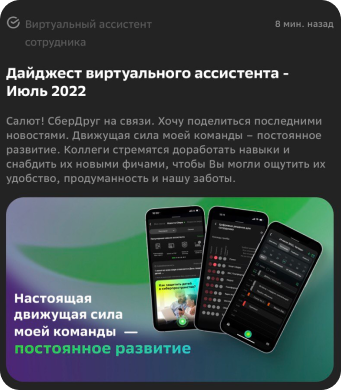 Виртуальный ассистент
сотрудника
8 мин. назад
Дайджест виртуального ассистента -
Июль 2022
Салют! СберДруг на связи. Хочу поделиться последними
новостями. Движущая сила моей команды – постоянное
развитие. Коллеги стремятся доработать навыки и
снабдить их новыми фичами, чтобы Вы могли ощутить их
удобство, продуманность и нашу заботы.
Настоящая
движущая сила
моей команды —
постоянное развитие